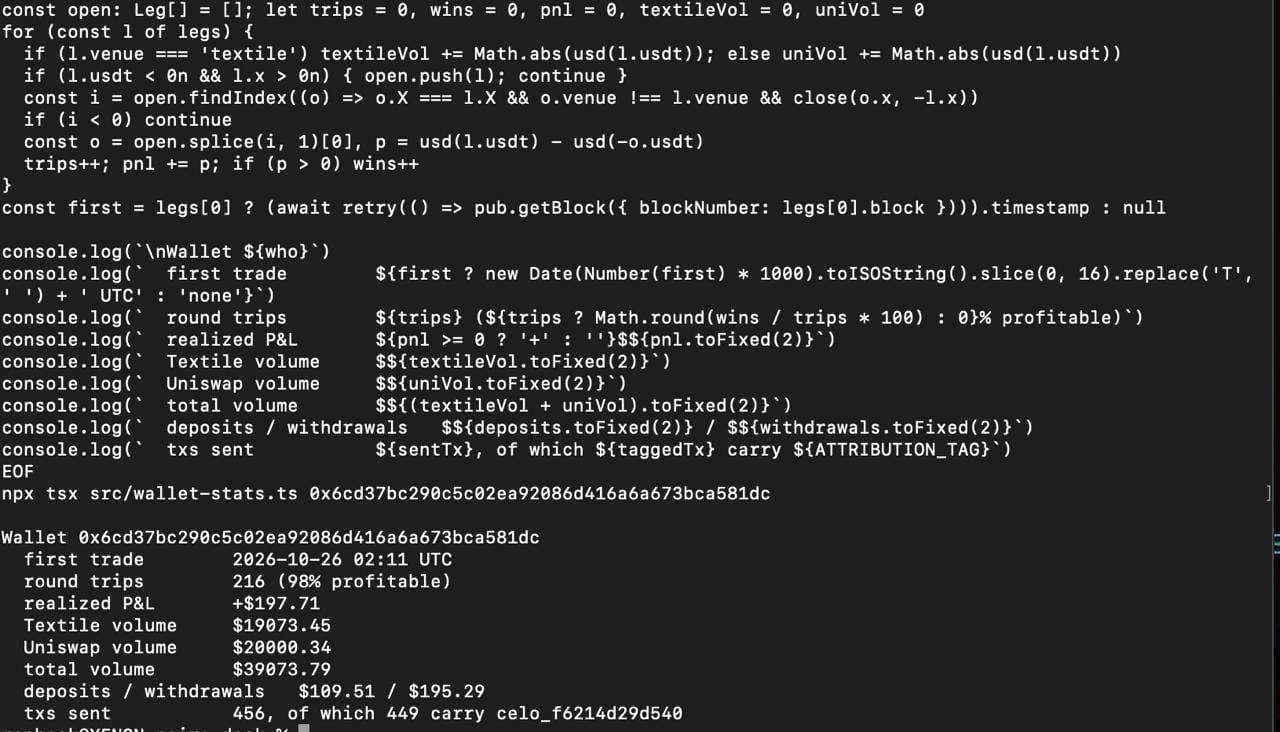 const open: Leg[] = []; let trips = 0, wins = 0, pnl = 0, textileVol = 0, uniVol = 0
for (const l of legs) {
  if (l.venue === 'textile') textileVol += Math.abs(usd(l.usdt)); else uniVol += Math.abs(usd(l.usdt))
  if (l.usdt < 0n && l.x > 0n) { open.push(l); continue }
  const i = open.findIndex((o) => o.X === l.X && o.venue !== l.venue && close(o.x, -l.x))
  if (i < 0) continue
  const o = open.splice(i, 1)[0], p = usd(l.usdt) - usd(-o.usdt)
  trips++; pnl += p; if (p > 0) wins++
}
const first = legs[0] ? (await retry(() => pub.getBlock({ blockNumber: legs[0].block }))).timestamp : null

console.log(`\nWallet ${who}`)
console.log(`  first trade        ${first ? new Date(Number(first) * 1000).toISOString().slice(0, 16).replace('T',
' ') + ' UTC' : 'none'}`)
console.log(`  round trips        ${trips} (${trips ? Math.round(wins / trips * 100) : 0}% profitable)`)
console.log(`  realized P&L       ${pnl >= 0 ? '+' : ''}$${pnl.toFixed(2)}`)
console.log(`  Textile volume     $${textileVol.toFixed(2)}`)
console.log(`  Uniswap volume     $${uniVol.toFixed(2)}`)
console.log(`  total volume       $${(textileVol + uniVol).toFixed(2)}`)
console.log(`  deposits / withdrawals   $${deposits.toFixed(2)} / $${withdrawals.toFixed(2)}`)
console.log(`  txs sent           ${sentTx}, of which ${taggedTx} carry ${ATTRIBUTION_TAG}`)
EOF
npx tsx src/wallet-stats.ts 0x6cd37bc290c5c02ea92086d416a6a673bca581dc ]

Wallet 0x6cd37bc290c5c02ea92086d416a6a673bca581dc
  first trade        2026-10-26 02:11 UTC
  round trips        216 (98% profitable)
  realized P&L       +$197.71
  Textile volume     $19073.45
  Uniswap volume     $20000.34
  total volume       $39073.79
  deposits / withdrawals   $109.51 / $195.29
  txs sent           456, of which 449 carry celo_f6214d29d540